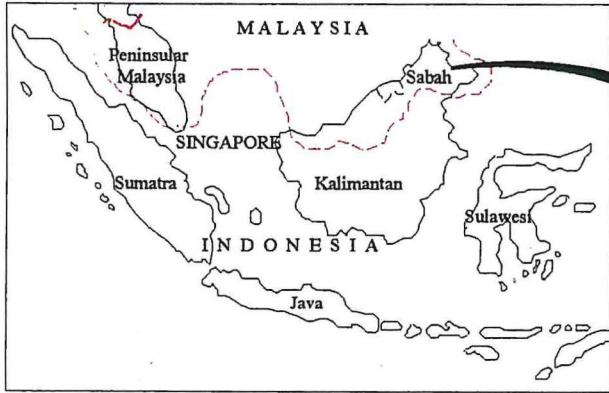 MALAYSIA
Peninsular
Malaysia
Sabah
SINGAPORE
Sumatra
Kalimantan
Sulawesi
INDONESIA
Java